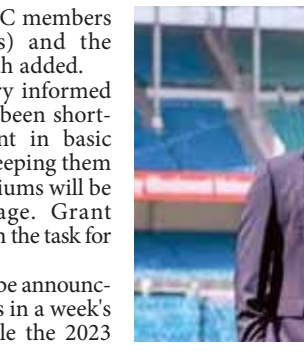 C members
s) and the
h added.
ry informed
been short-
nt in basic
eeping them
iums will be
age. Grant
n the task for
be announc-
s in a week's
le the 2023